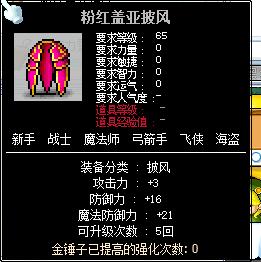 粉红盖亚披风
要求等级： 65
要求力量： 0
要求敏捷： 0
要求智力： 0
要求运气： 0
要求人气度： -
道具等级： -
道具经验值： -
新手 战士 魔法师 弓箭手 飞侠 海盗
装备分类 ： 披风
攻击力 ： +3
防御力 ： +16
魔法防御力 ： +21
可升级次数 ： 5回
金锤子已提高的强化次数: 0